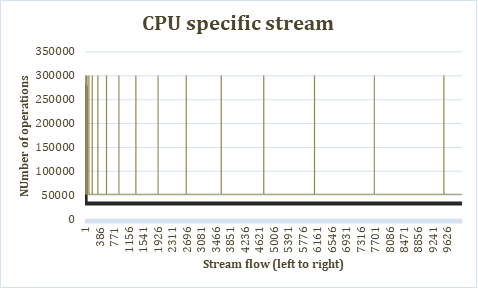 CPU specific stream
350000
300000
250000
200000
150000
100000
50000
0
NUmber of operations
1 386 771 1156 1541 1926 2311 2696 3081 3466 3851 4236 4621 5006 5391 5776 6161 6546 6931 7316 7701 8086 8471 8856 9241 9626
Stream flow (left to right)